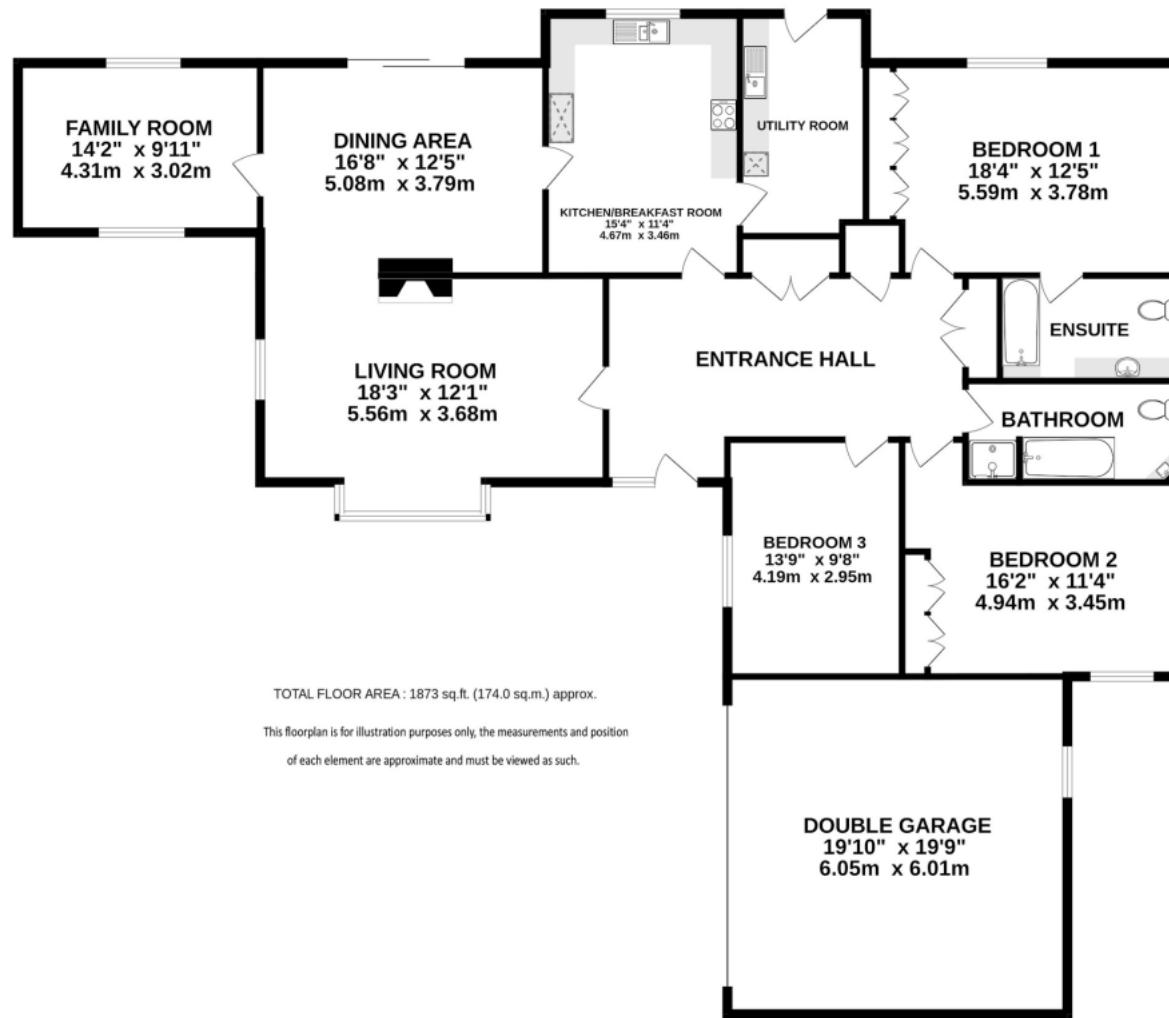 FAMILY ROOM
14'2" x 9'11"
4.31m x 3.02m
DINING AREA
16'8" x 12'5"
5.08m x 3.79m
KITCHEN/BREAKFAST ROOM
15'4" x 11'4"
4.67m x 3.46m
UTILITY ROOM
BEDROOM 1
18'4" x 12'5"
5.59m x 3.78m
LIVING ROOM
18'3" x 12'1"
5.56m x 3.68m
ENTRANCE HALL
ENSUITE
BATHROOM
BEDROOM 3
13'9" x 9'8"
4.19m x 2.95m
BEDROOM 2
16'2" x 11'4"
4.94m x 3.45m
TOTAL FLOOR AREA : 1873 sq.ft. (174.0 sq.m.) approx.
This floorplan is for illustration purposes only, the measurements and position
of each element are approximate and must be viewed as such.
DOUBLE GARAGE
19'10" x 19'9"
6.05m x 6.01m